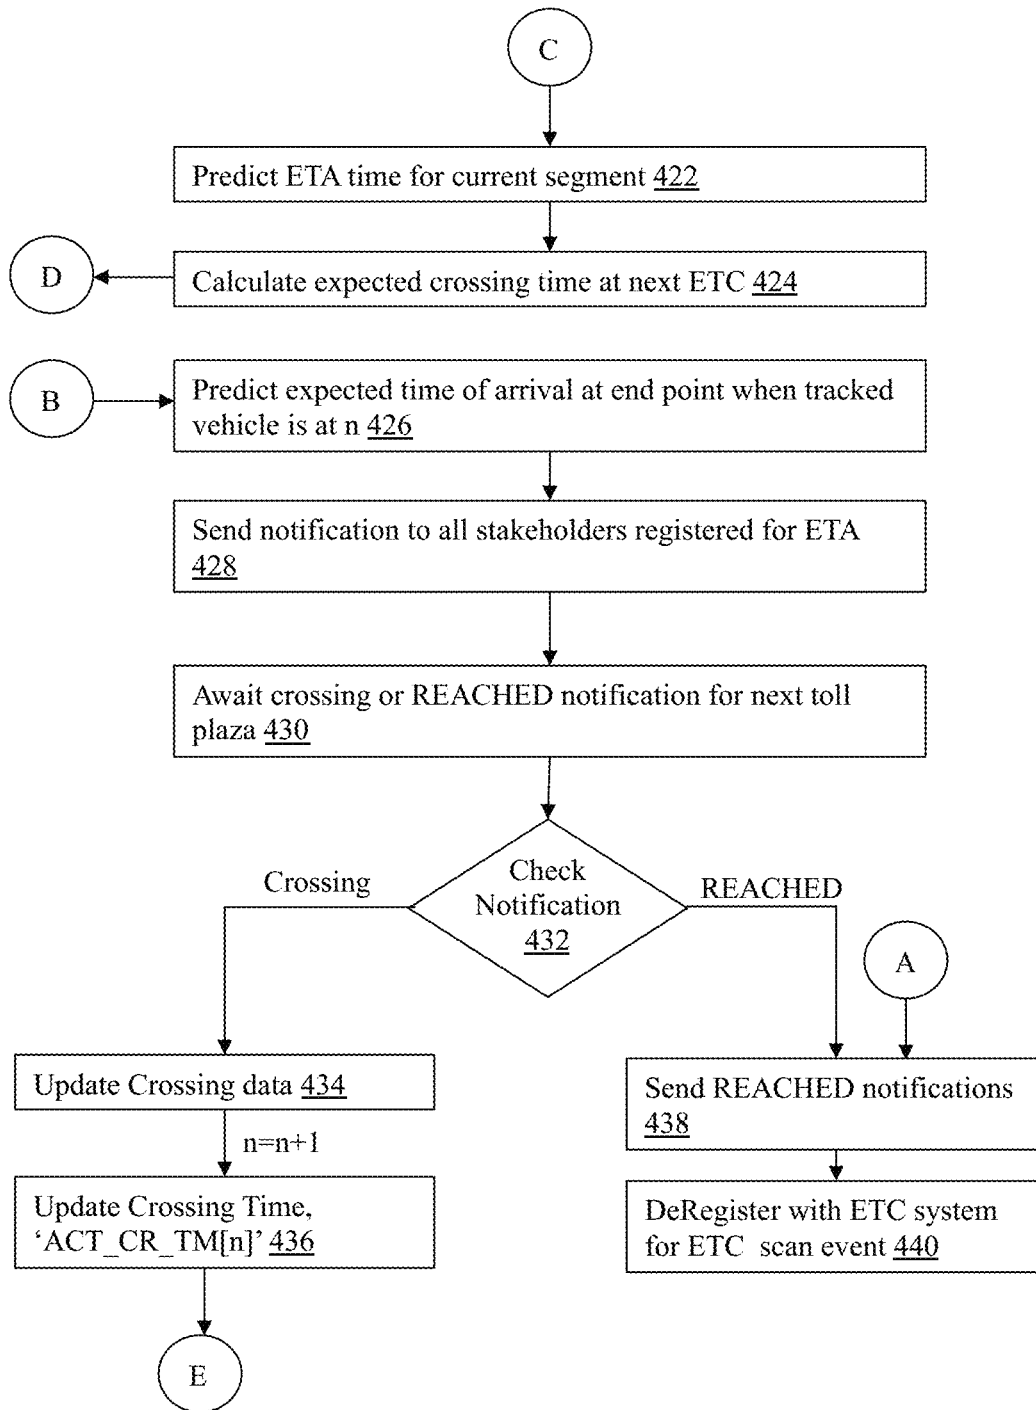 C
Predict ETA time for current segment 422
D
Calculate expected crossing time at next ETC 424
B
Predict expected time of arrival at end point when tracked
vehicle is at n 426
Send notification to all stakeholders registered for ETA
428
Await crossing or REACHED notification for next toll
plaza 430
Check
Notification
432
Crossing
REACHED
A
Update Crossing data 434
n=n+1
Update Crossing Time,
‘ACT_CR_TM[n]’ 436
E
Send REACHED notifications
438
DeRegister with ETC system
for ETC scan event 440